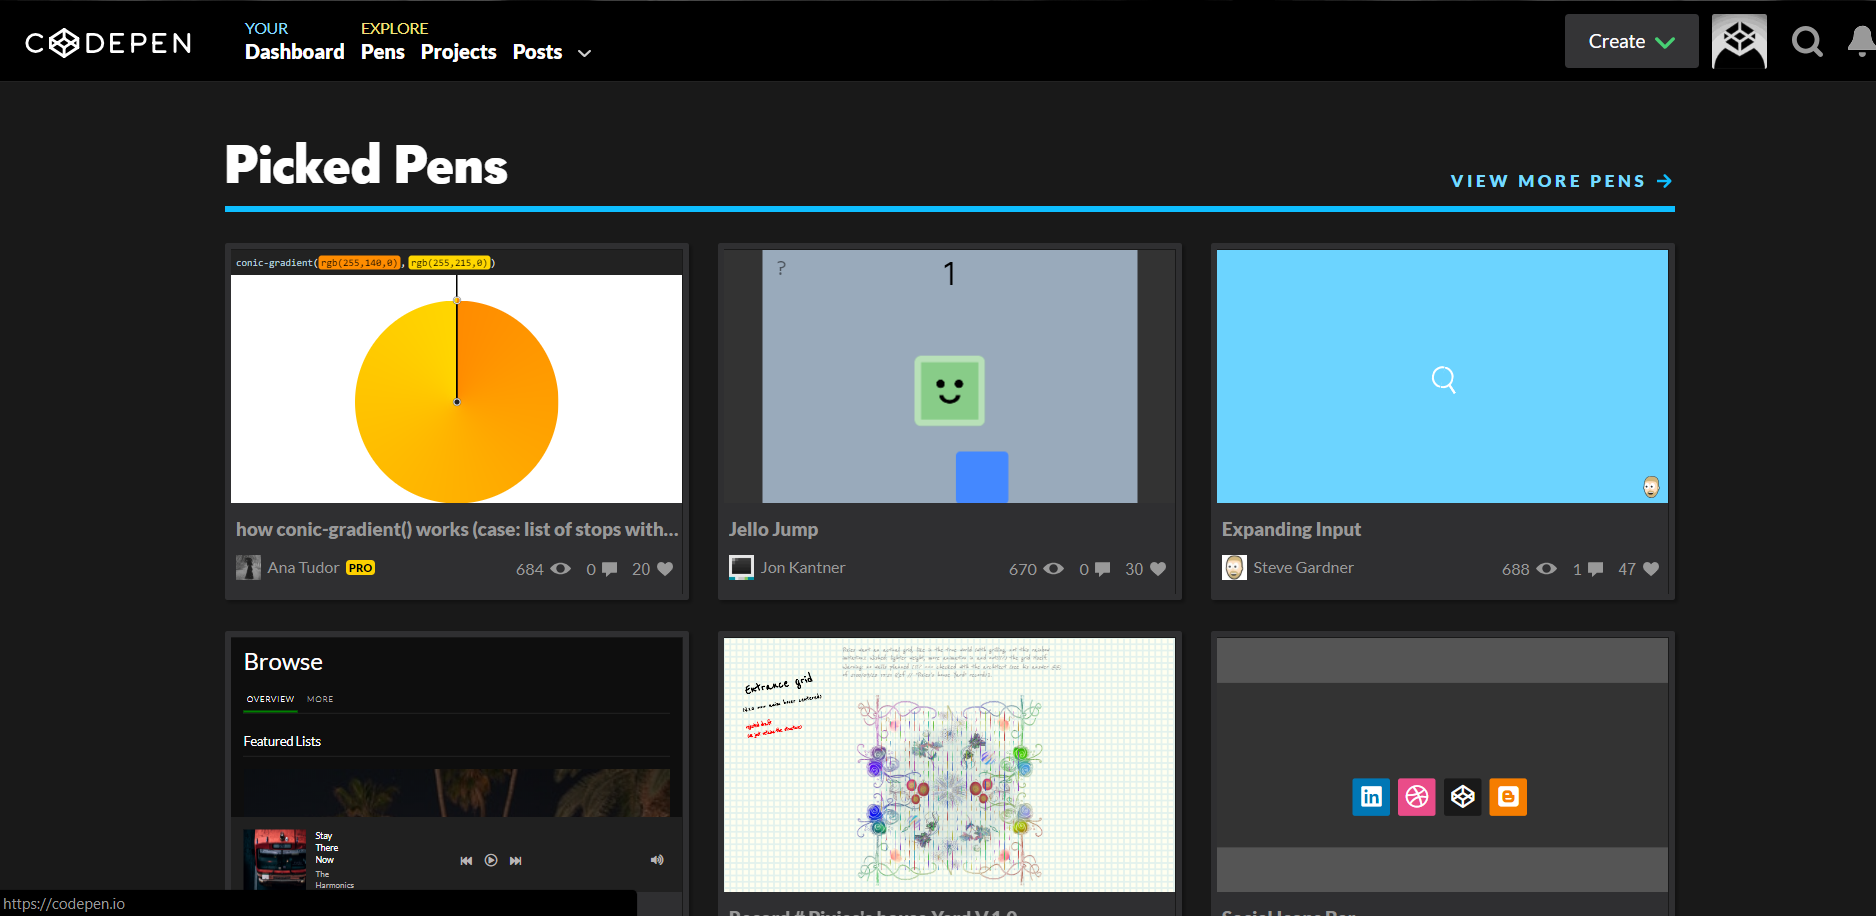 CODEPEN
YOUR
Dashboard
EXPLORE
Pens Projects Posts
Create
Picked Pens
VIEW MORE PENS →
conic-gradient(rgb(255,140,0),rgb(255,215,0))
how conic-gradient() works (case: list of stops with...
Ana Tudor PRO
684 0 20
?
1
Jello Jump
Jon Kantner
670 0 30
Expanding Input
Steve Gardner
688 1 47
Browse
OVERVIEW MORE
Featured Lists
Stay
There
Now
The
Harmonics
Entrance grid
in
https://codepen.io